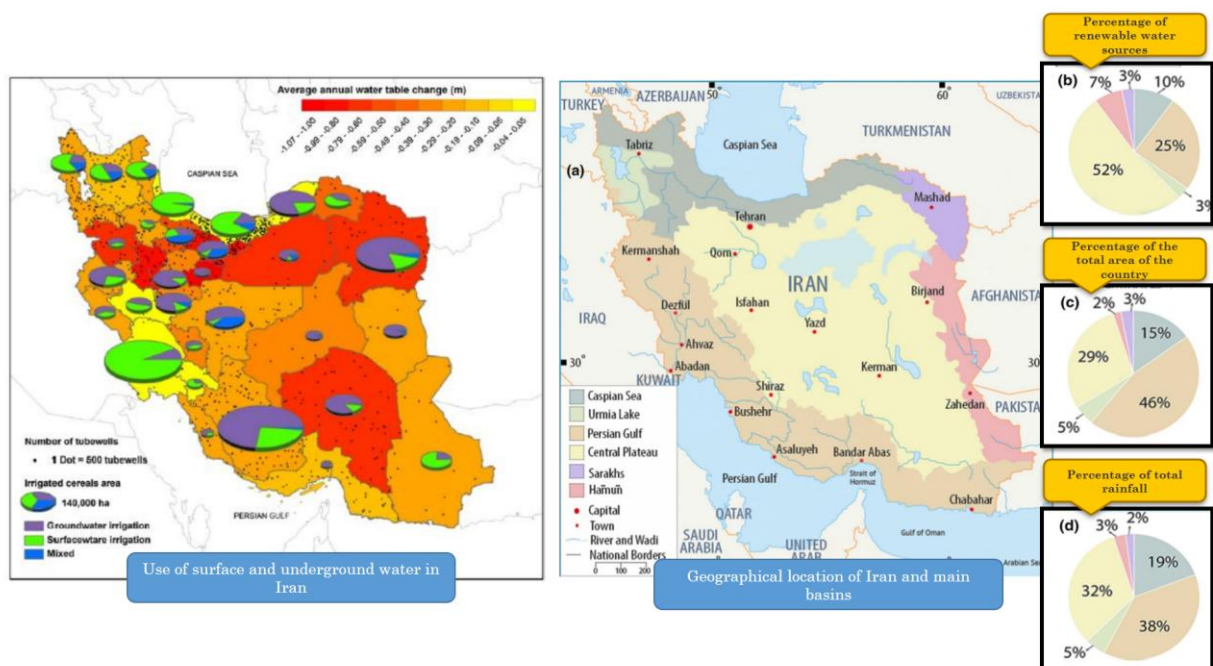 Average annual water table change (m)
-1.07 - -1.00
-0.99 - -0.80
-0.79 - -0.60
-0.59 - -0.50
-0.49 - -0.40
-0.39 - -0.30
-0.29 - -0.20
-0.19 - -0.10
-0.09 - -0.05
-0.04 - 0.05
CASPIAN SEA
Number of tubewells
1 Dot = 500 tubewells
Irrigated cereals area
140,000 ha
Groundwater irrigation
Surfacewtare irrigation
Mixed
PERSIAN GULF
Use of surface and underground water in
Iran
(a)
50°
60
ARMENIA
AZERBAIJAN
TURKEY
UZBEKISTA
TURKMENISTAN
Caspian Sea
Tabriz
Mashad
Tehran
Kermanshah
Qom
IRAN
Birjand
AFGHANISTA
Dezful
Isfahan
IRAQ
Yazd
Ahvaz
30°
30
Abadan
KUWAIT
Kerman
Shiraz
Zahedan
PAKISTA
Bushehr
Asaluyeh
Bandar Abas
Strait of
Hormuz
Persian Gulf
Chabahar
QATAR
Gulf of Oman
SAUDI
ARABIA
UNITED
ARAB
Arabian Se
Caspian Sea
Urmia Lake
Persian Gulf
Central Plateau
Sarakhs
Hāmūn
Capital
Town
River and Wadi
National Borders
0 100 200
Geographical location of Iran and main
basins
Percentage of
renewable water
sources
(b)
7%
3%
10%
25%
52%
3%
Percentage of the
total area of the
country
(c)
2%
3%
15%
29%
46%
5%
Percentage of total
rainfall
(d)
3%
2%
19%
32%
38%
5%